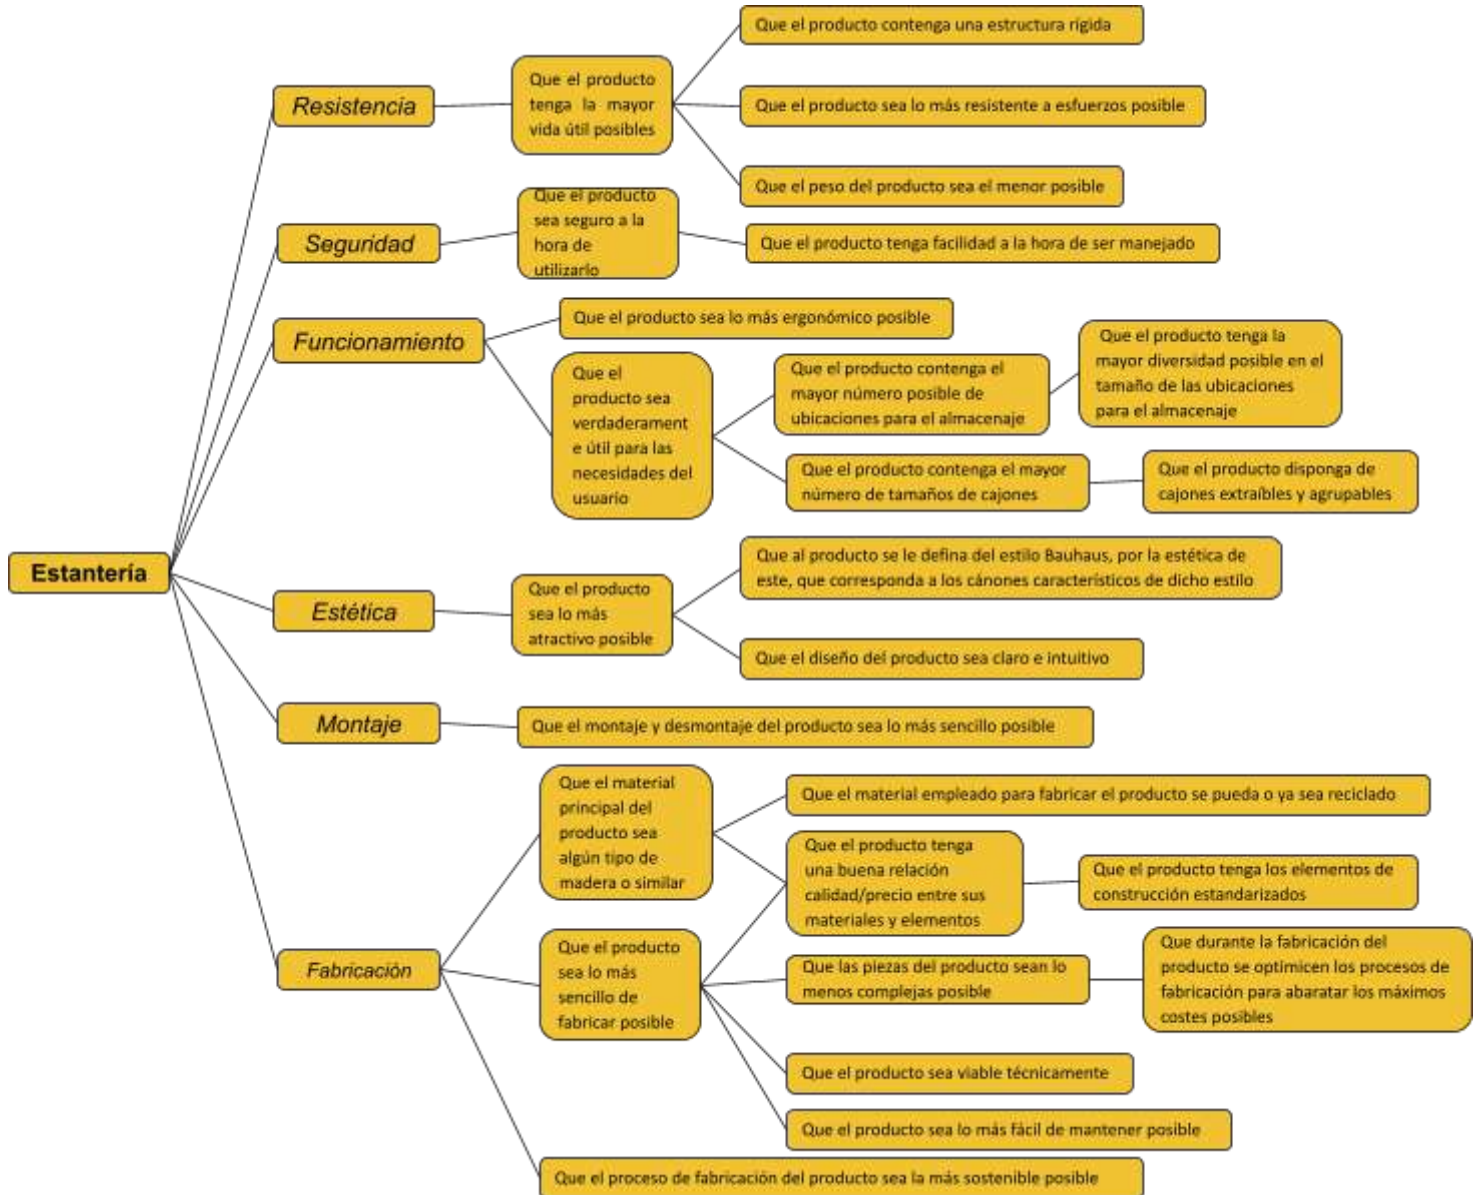 Que el producto contenga una estructura rígida
Resistencia
Que el producto
tenga la mayor
vida útil posibles
Que el producto sea lo más resistente a esfuerzos posible
Que el peso del producto sea el menor posible
Seguridad
Que el producto
sea seguro a la
hora de
utilizarlo
Que el producto tenga facilidad a la hora de ser manejado
Funcionamiento
Que el producto sea lo más ergonómico posible
Que el
producto sea
verdaderament
e útil para las
necesidades del
usuario
Que el producto contenga el
mayor número posible de
ubicaciones para el almacenaje
Que el producto tenga la
mayor diversidad posible en el
tamaño de las ubicaciones
para el almacenaje
Que el producto contenga el mayor
número de tamaños de cajones
Que el producto disponga de
cajones extraíbles y agrupables
Estantería
Estética
Que el producto
sea lo más
atractivo posible
Que al producto se le defina del estilo Bauhaus, por la estética de
este, que corresponda a los cánones característicos de dicho estilo
Que el diseño del producto sea claro e intuitivo
Montaje
Que el montaje y desmontaje del producto sea lo más sencillo posible
Fabricación
Que el material
principal del
producto sea
algún tipo de
madera o similar
Que el material empleado para fabricar el producto se pueda o ya sea reciclado
Que el producto tenga
una buena relación
calidad/precio entre sus
materiales y elementos
Que el producto tenga los elementos de
construcción estandarizados
Que el producto
sea lo más
sencillo de
fabricar posible
Que las piezas del producto sean lo
menos complejas posible
Que durante la fabricación del
producto se optimicen los procesos de
fabricación para abaratar los máximos
costes posibles
Que el producto sea viable técnicamente
Que el producto sea lo más fácil de mantener posible
Que el proceso de fabricación del producto sea la más sostenible posible